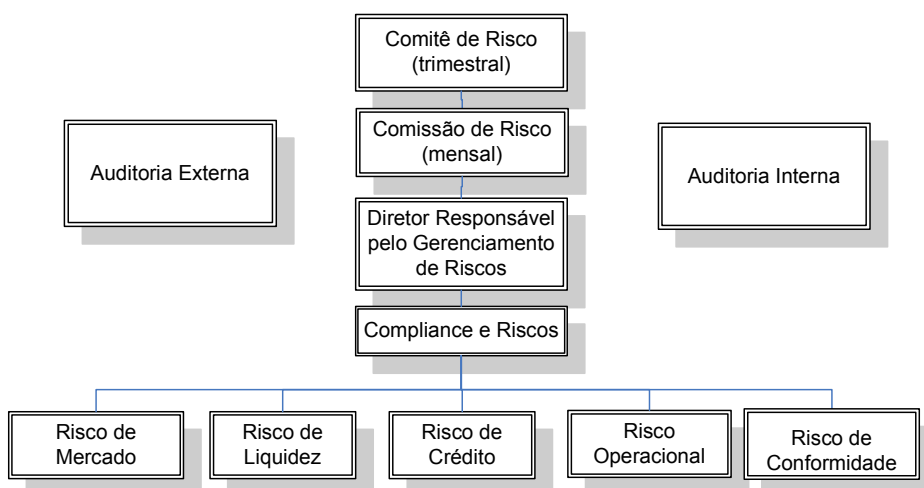 Comitê de Risco
(trimestral)
Auditoria Externa
Comissão de Risco
(mensal)
Auditoria Interna
Diretor Responsável
pelo Gerenciamento
de Riscos
Compliance e Riscos
Risco de
Mercado
Risco de
Liquidez
Risco de
Crédito
Risco
Operacional
Risco de
Conformidade